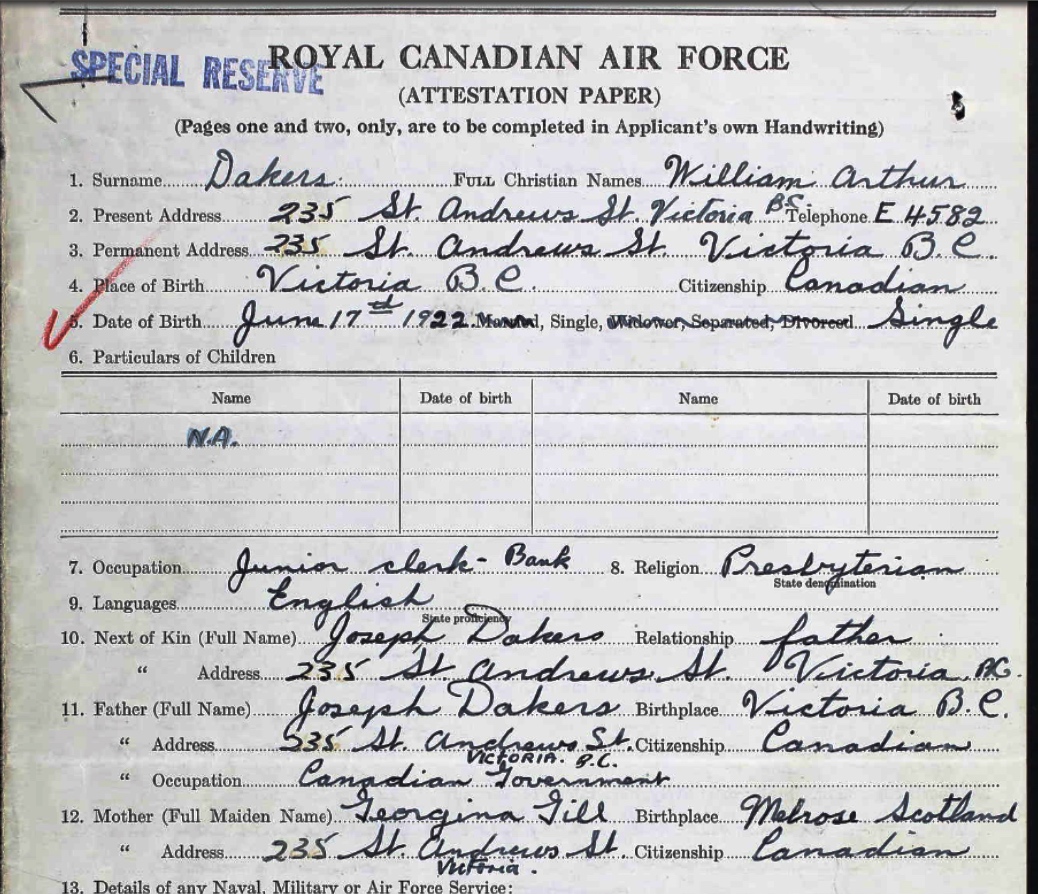 SPECIAL RESERVE
ROYAL CANADIAN AIR FORCE
(ATTESTATION PAPER)
(Pages one and two, only, are to be completed in Applicant's own Handwriting)
1. Surname Dakers. FULL Christian Names William Arthur
2. Present Address 235 St. Andrews St. Victoria B.C. Telephone E 4582
3. Permanent Address 235 St. Andrews St. Victoria B.C.
4. Place of Birth Victoria B.C. Citizenship Canadian
5. Date of Birth June 17 1922 Married, Single, Widower, Separated, Divorced Single
6. Particulars of Children
Name Date of birth Name Date of birth
N.A.
7. Occupation Junior clerk - Bank 8. Religion Presbyterian
State denomination
9. Languages English
State proficiency
10. Next of Kin (Full Name) Joseph Dakers Relationship father
" Address 235 St. Andrews St. Victoria B.C.
11. Father (Full Name) Joseph Dakers Birthplace Victoria B.C.
" Address 235 St. Andrews St. Citizenship Canadian
VICTORIA. B.C.
" Occupation Canadian Government
12. Mother (Full Maiden Name) Georgina Gill Birthplace Melrose Scotland
" Address 235 St. Andrews St. Citizenship Canadian
Victoria.
13. Details of any Naval, Military or Air Force Service: